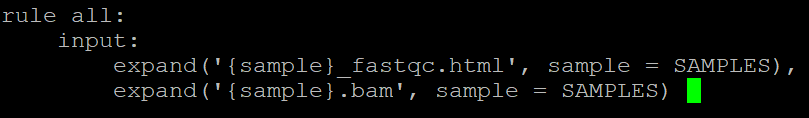 rule all:
    input:
        expand('{sample}_fastqc.html', sample = SAMPLES),
        expand('{sample}.bam', sample = SAMPLES)